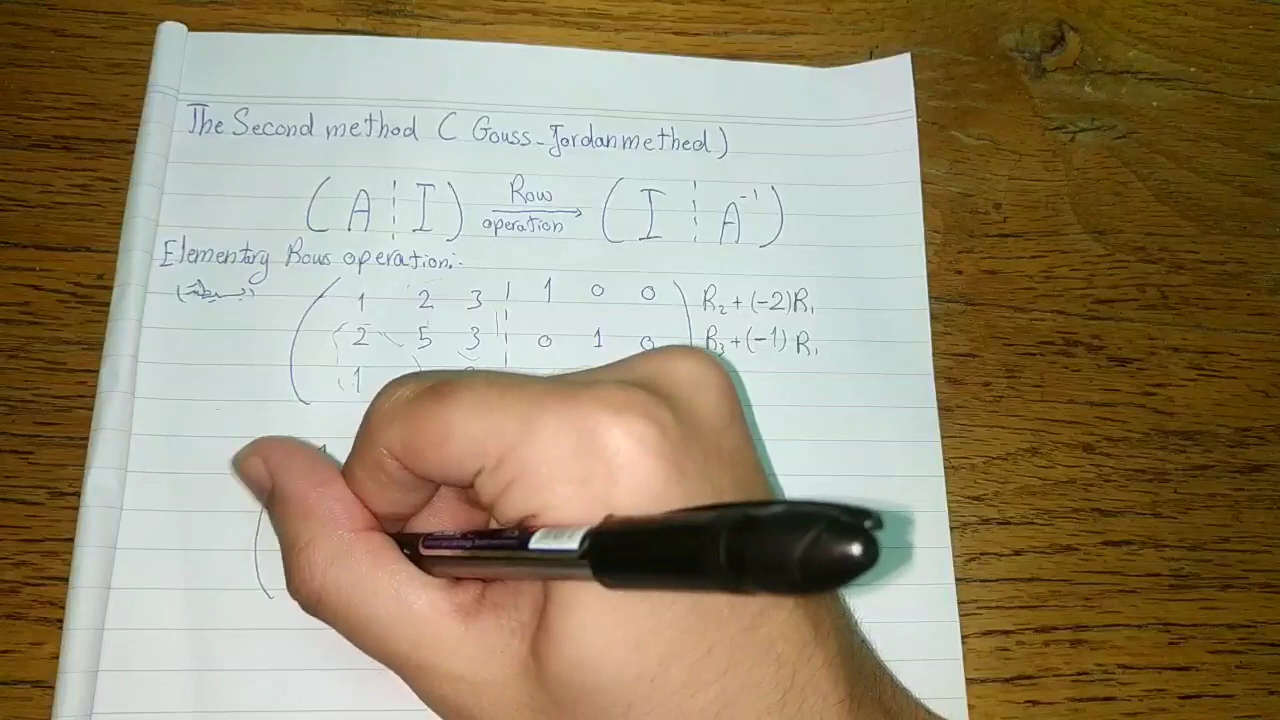 The Second method ( Gouss-Jordan method )
( A ¦ I ) Row operation → ( I ¦ A⁻¹ )
Elementry Rows operation:-
(بسيطة)
1 2 3 ¦ 1 0 0 R₂ + (-2)R₁
2 5 3 ¦ 0 1 0 R₃ + (-1) R₁
1